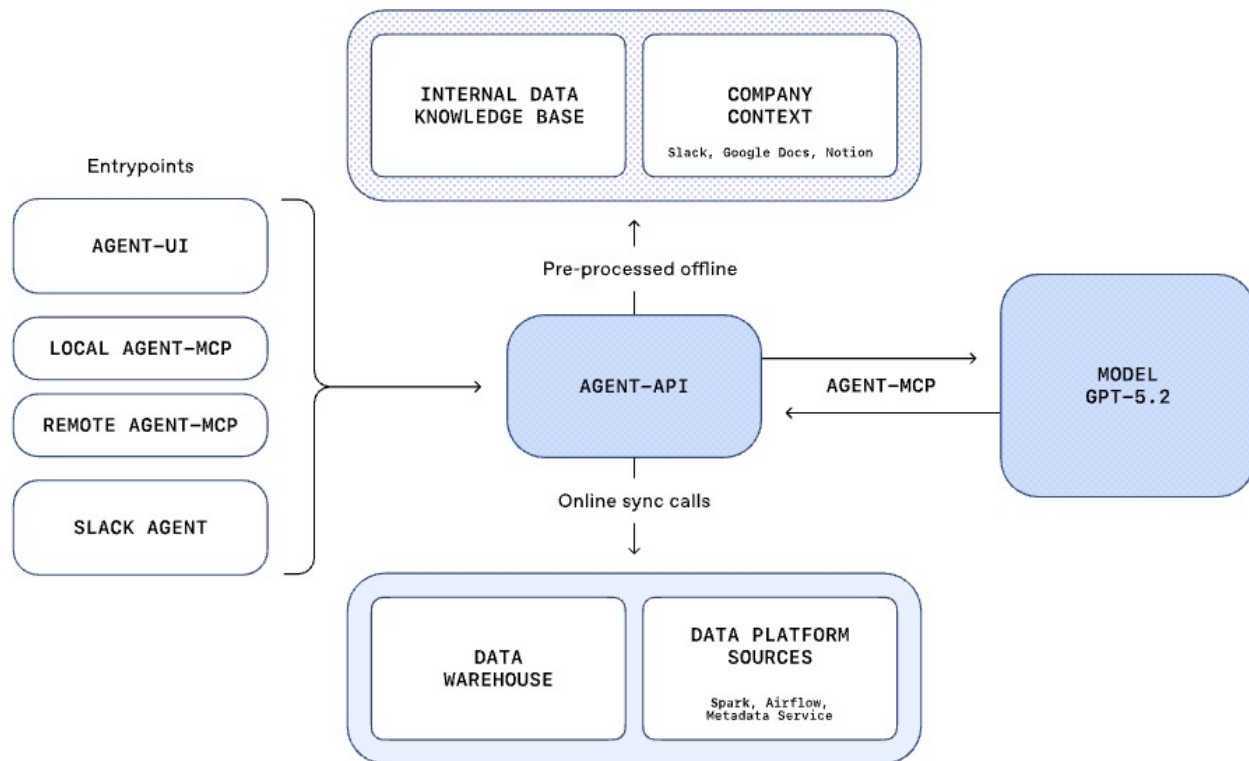 INTERNAL DATA
KNOWLEDGE BASE
COMPANY
CONTEXT
Slack, Google Docs, Notion
Entrypoints
AGENT-UI
LOCAL AGENT-MCP
REMOTE AGENT-MCP
SLACK AGENT
Pre-processed offline
AGENT-API
AGENT-MCP
MODEL
GPT-5.2
Online sync calls
DATA
WAREHOUSE
DATA PLATFORM
SOURCES
Spark, Airflow,
Metadata Service